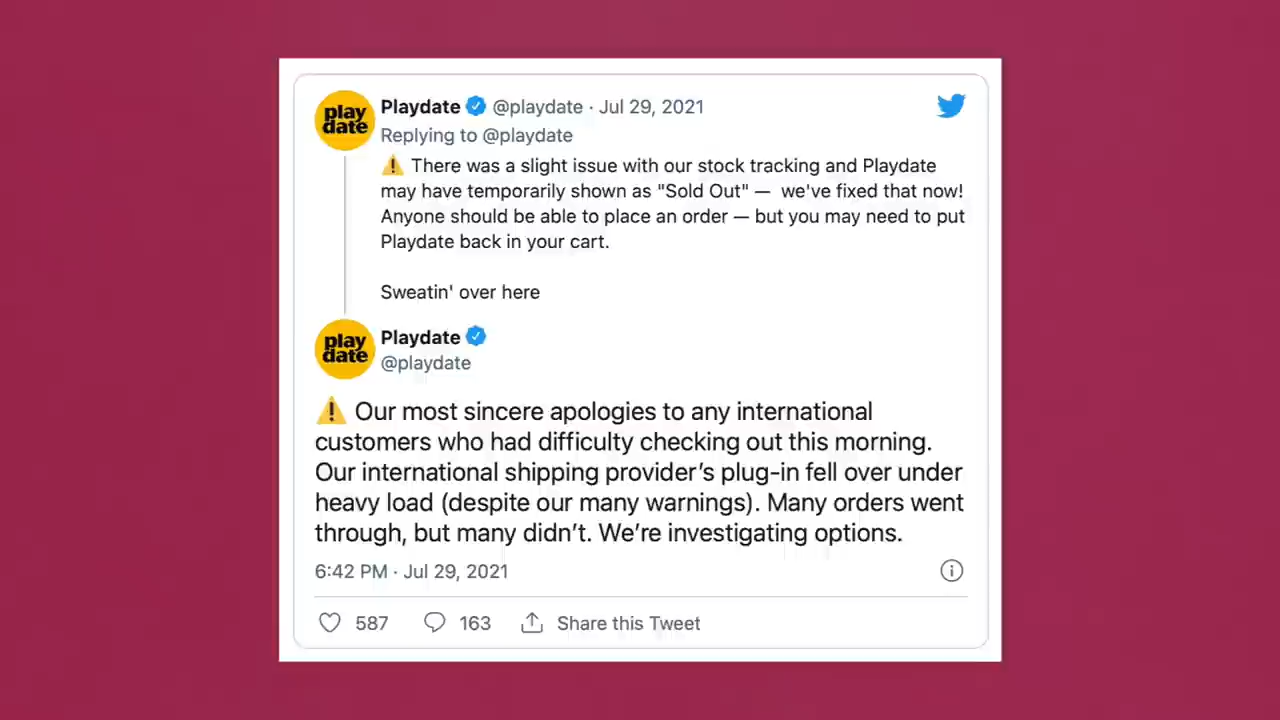 play
date
Playdate @playdate · Jul 29, 2021
Replying to @playdate
⚠️ There was a slight issue with our stock tracking and Playdate
may have temporarily shown as "Sold Out" — we've fixed that now!
Anyone should be able to place an order — but you may need to put
Playdate back in your cart.
Sweatin' over here
play
date
Playdate
@playdate
⚠️ Our most sincere apologies to any international
customers who had difficulty checking out this morning.
Our international shipping provider’s plug-in fell over under
heavy load (despite our many warnings). Many orders went
through, but many didn’t. We’re investigating options.
6:42 PM · Jul 29, 2021
587 163 Share this Tweet